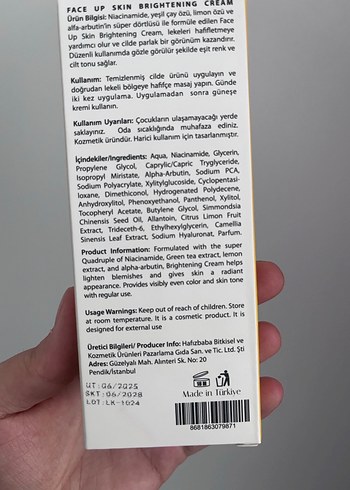 FACE UP SKIN BRIGHTENING CREAM
Ürün Bilgisi: Niacinamide, yeşil çay özü, limon özü ve
alfa-arbutin'in süper dörtlüsü ile formüle edilen Face
Up Skin Brightening Cream, lekeleri hafifletmeye
yardımcı olur ve cilde parlak bir görünüm kazandırır.
Düzenli kullanımda gözle görülür şekilde eşit renk ve
cilt tonu sağlar.
Kullanım: Temizlenmiş cilde ürünü uygulayın ve
doğrudan lekeli bölgeye hafifçe masaj yapın. Günde
iki kez uygulama. Uygulamadan sonra güneşe
kremi kullanın.
Kullanım Uyarıları: Çocukların ulaşamayacağı yerde
saklayınız. Oda sıcaklığında muhafaza ediniz.
Kozmetik üründür. Harici kullanım için tasarlanmıştır.
İçindekiler/Ingredients: Aqua, Niacinamide, Glycerin,
Propylene Glycol, Caprylic/Capric Tryglyceride,
Isopropyl Miristate, Alpha-Arbutin, Sodium PCA,
Sodium Polyacrylate, Xylitylglucoside, Cyclopentasi-
loxane, Dimethiconol, Hydrogenated Polydecene,
Anhydroxylitol, Phenoxyethanol, Panthenol, Xylitol,
Tocopheryl Acetate, Butylene Glycol, Simmondsia
Chinensis Seed Oil, Allantoin, Citrus Limon Fruit
Extract, Trideceth-6, Ethylhexylglycerin, Camellia
Sinensis Leaf Extract, Sodium Hyaluronat, Parfum.
Product Information: Formulated with the super
Quadruple of Niacinamide, Green tea extract, lemon
extract, and alpha-arbutin, Brightening Cream helps
lighten blemishes and gives skin a radiant
appearance. Provides visibly even color and skin tone
with regular use.
Usage Warnings: Keep out of reach of children. Store
at room temperature. It is a cosmetic product. It is
designed for external use
Üretici Bilgileri/ Producer Info: Hafızbaba Bitkisel ve
Kozmetik Ürünleri Pazarlama Gıda San. ve Tic. Ltd. Şti
Adres: Güzelyalı Mah. Alınteri Sk. No: 20
Pendik/İstanbul
ÜT: 06/2025
SKT: 06/2028
LOT: LK-1024
Made in Türkiye
8681863079871